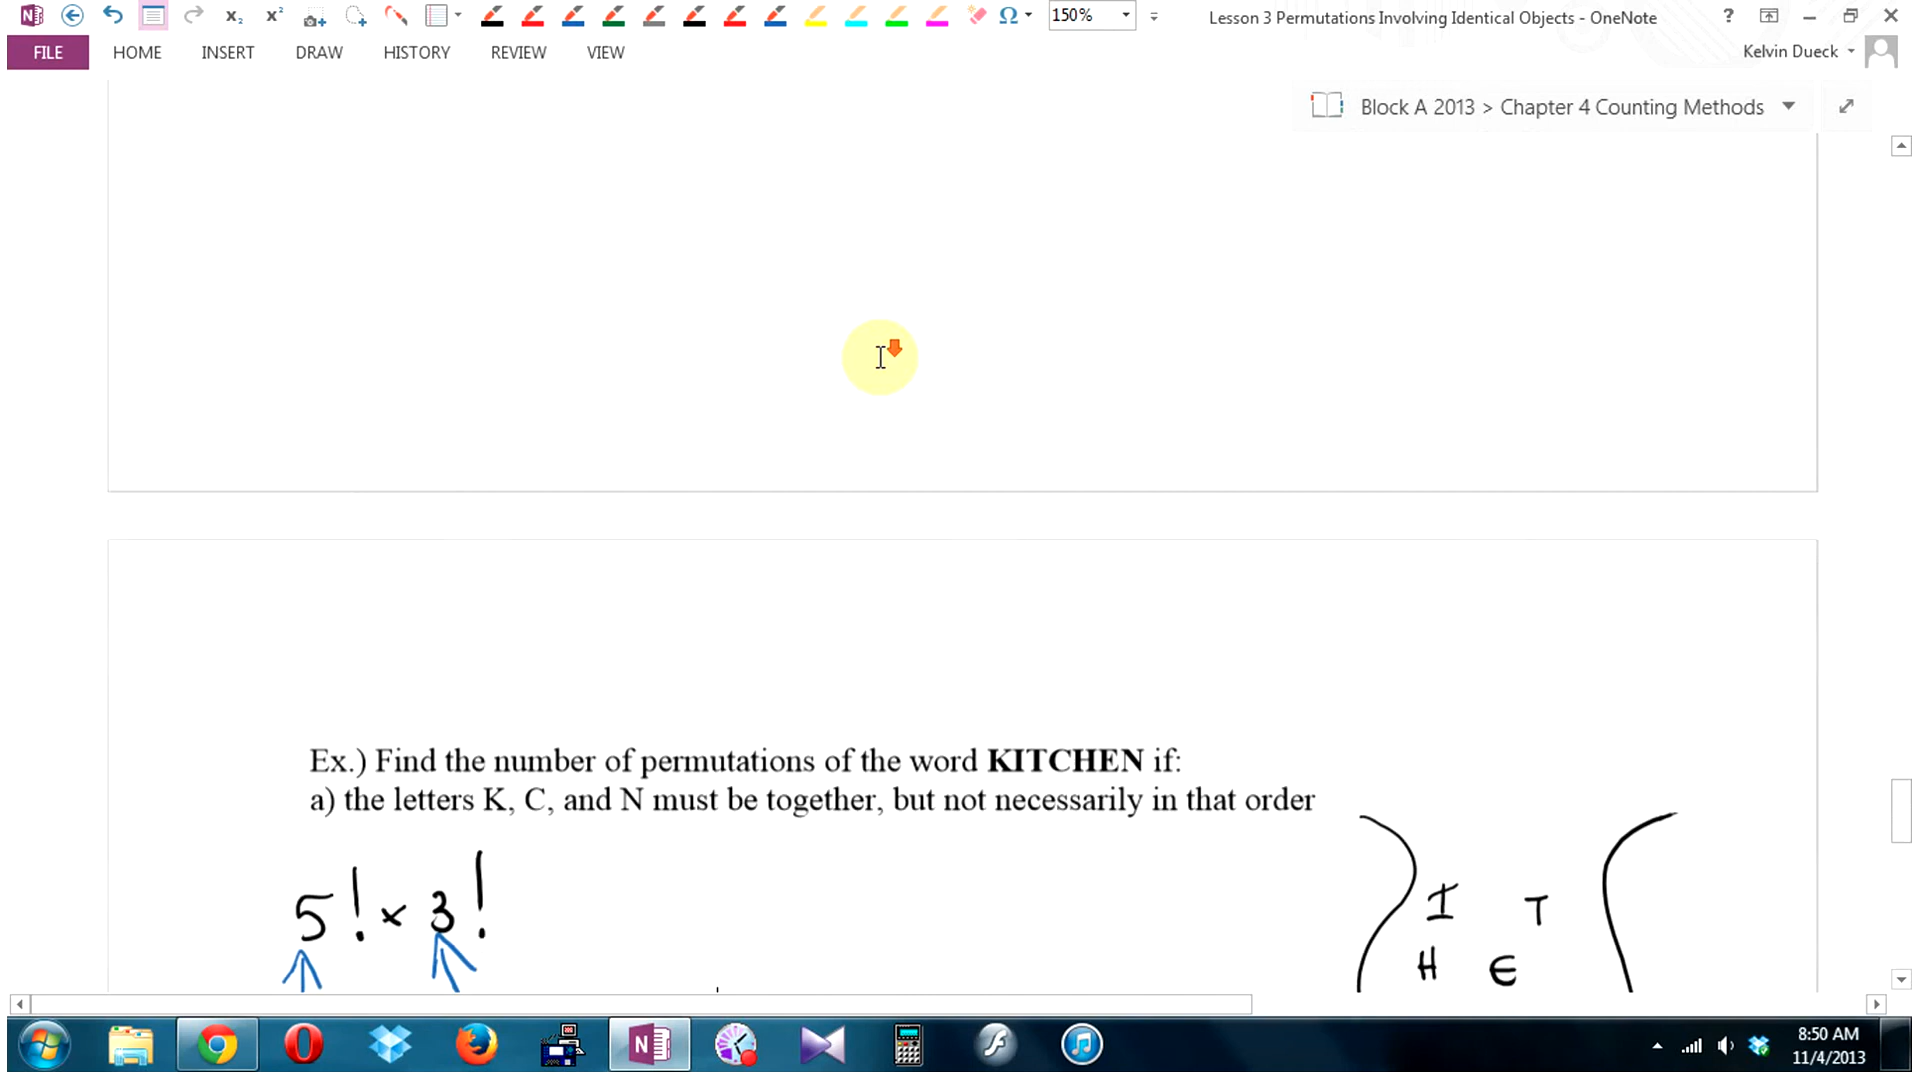 150%
Lesson 3 Permutations Involving Identical Objects - OneNote
?
FILE
HOME
INSERT
DRAW
HISTORY
REVIEW
VIEW
Kelvin Dueck
Block A 2013 > Chapter 4 Counting Methods
Ex.) Find the number of permutations of the word KITCHEN if:
a) the letters K, C, and N must be together, but not necessarily in that order
5! × 3!
I T
H E
8:50 AM
11/4/2013